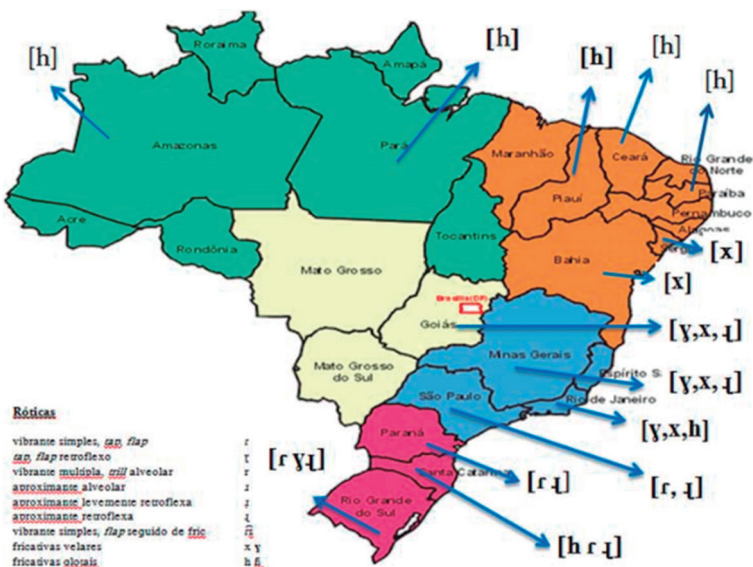 [h]
[h]
[h]
[h]
[h]
Roraima
Amapá
Amazonas
Pará
Maranhão
Ceará
Rio Grande
do Norte
Paraíba
Piauí
Pernambuco
Acre
Rondônia
Tocantins
[x]
Bahia
[x]
Mato Grosso
Brasília(DF)
Goiás
[ɣ,x, ɻ]
Minas Gerais
Mato Grosso
do Sul
Espírito S
[ɣ,x, ɻ]
São Paulo
Rio de Janeiro
[ɣ,x,h]
Paraná
[ɾ, ɻ]
[ɾ ɣ,ɻ]
Santa Catarina
[ɾ ɻ]
Rio Grande
do Sul
[h ɾ ɻ]
Róticas
vibrante simples, tap, flap ɾ
tap, flap retroflexo ɽ
vibrante multipla, trill alveolar r
aproximante alveolar ɹ
aproximante levemente retroflexa
aproximante retroflexa ɻ
vibrante simples, flap seguido de fric
fricativas velares x ɣ
fricativas glotais h ɦ